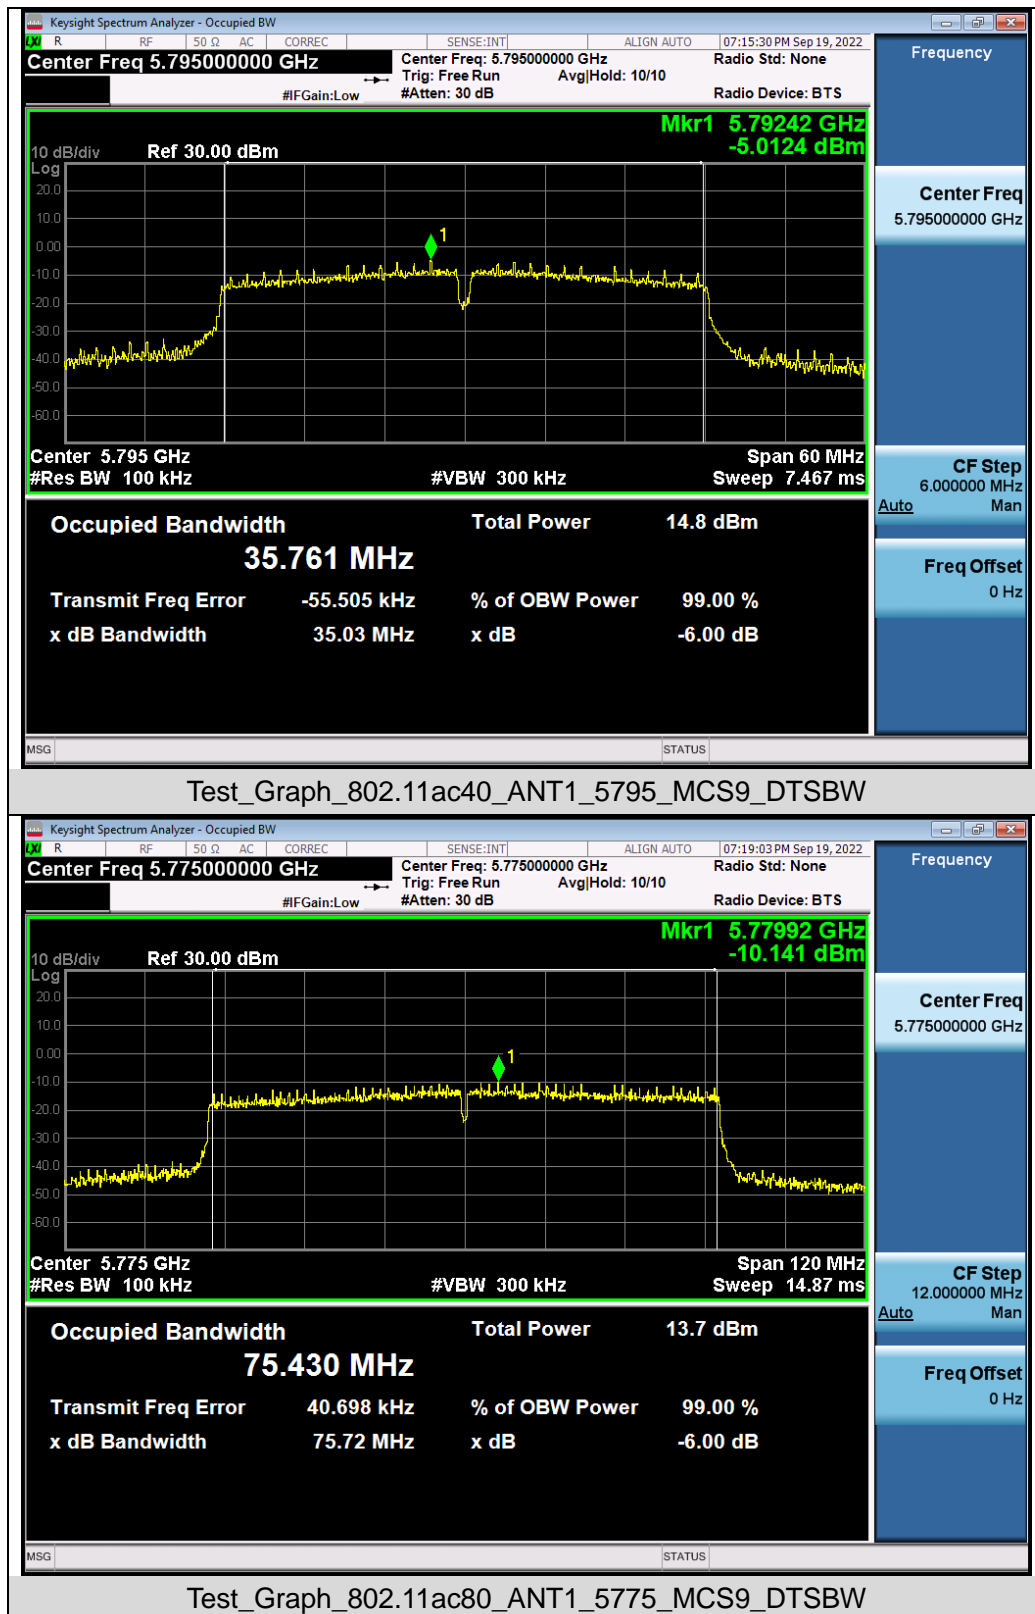 Keysight Spectrum Analyzer - Occupied BW
LXI R RF 50 Ω AC CORREC SENSE:INT ALIGN AUTO 07:15:30 PM Sep 19, 2022
Center Freq 5.795000000 GHz
Center Freq: 5.795000000 GHz Radio Std: None
Trig: Free Run Avg|Hold: 10/10
#IFGain:Low #Atten: 30 dB Radio Device: BTS
Frequency
Mkr1 5.79242 GHz
-5.0124 dBm
10 dB/div Ref 30.00 dBm
Log
20.0
10.0
0.00
-10.0
-20.0
-30.0
-40.0
-50.0
-60.0
1
Center 5.795 GHz Span 60 MHz
#Res BW 100 kHz #VBW 300 kHz Sweep 7.467 ms
Center Freq
5.795000000 GHz
CF Step
6.000000 MHz
Auto Man
Freq Offset
0 Hz
Occupied Bandwidth Total Power 14.8 dBm
35.761 MHz
Transmit Freq Error -55.505 kHz % of OBW Power 99.00 %
x dB Bandwidth 35.03 MHz x dB -6.00 dB
MSG STATUS
Test_Graph_802.11ac40_ANT1_5795_MCS9_DTSBW
Keysight Spectrum Analyzer - Occupied BW
LXI R RF 50 Ω AC CORREC SENSE:INT ALIGN AUTO 07:19:03 PM Sep 19, 2022
Center Freq 5.775000000 GHz
Center Freq: 5.775000000 GHz Radio Std: None
Trig: Free Run Avg|Hold: 10/10
#IFGain:Low #Atten: 30 dB Radio Device: BTS
Frequency
Mkr1 5.77992 GHz
-10.141 dBm
10 dB/div Ref 30.00 dBm
Log
20.0
10.0
0.00
-10.0
-20.0
-30.0
-40.0
-50.0
-60.0
1
Center 5.775 GHz Span 120 MHz
#Res BW 100 kHz #VBW 300 kHz Sweep 14.87 ms
Center Freq
5.775000000 GHz
CF Step
12.000000 MHz
Auto Man
Freq Offset
0 Hz
Occupied Bandwidth Total Power 13.7 dBm
75.430 MHz
Transmit Freq Error 40.698 kHz % of OBW Power 99.00 %
x dB Bandwidth 75.72 MHz x dB -6.00 dB
MSG STATUS
Test_Graph_802.11ac80_ANT1_5775_MCS9_DTSBW